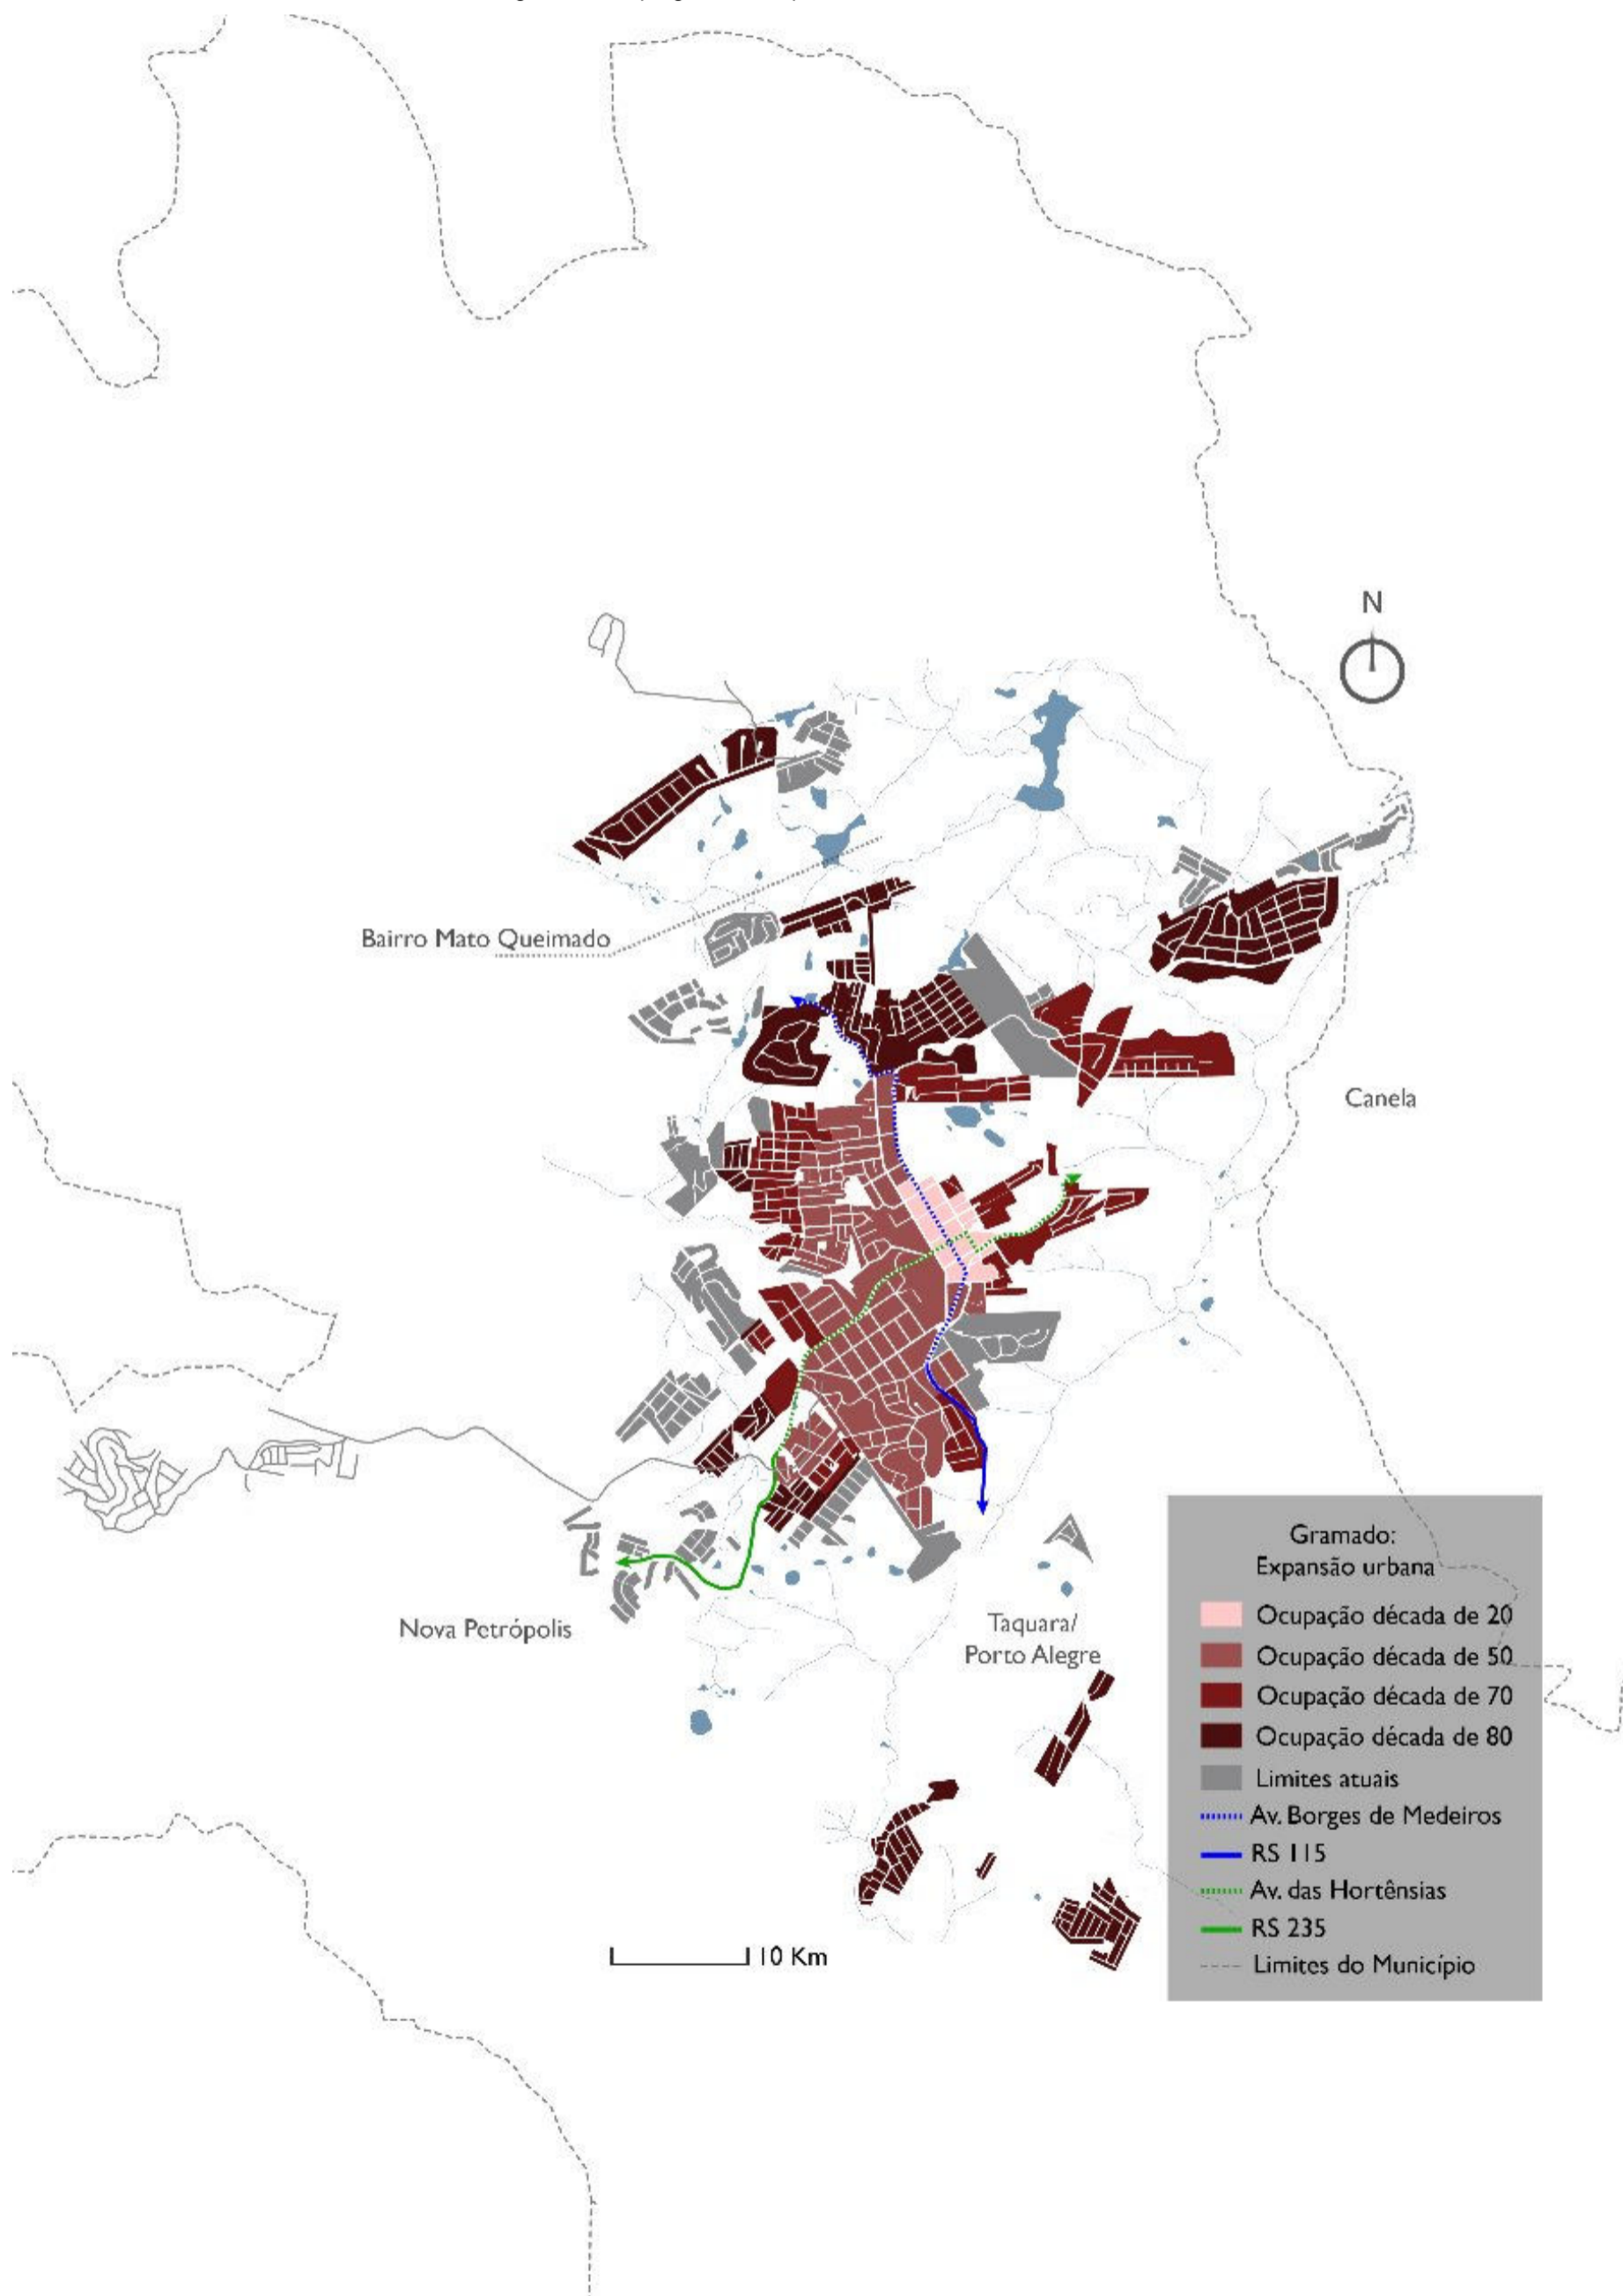 N
Bairro Mato Queimado
Canela
Nova Petrópolis
Taquara/
Porto Alegre
Gramado:
Expansão urbana
Ocupação década de 20
Ocupação década de 50
Ocupação década de 70
Ocupação década de 80
Limites atuais
Av. Borges de Medeiros
RS 115
Av. das Hortênsias
RS 235
Limites do Município
10 Km